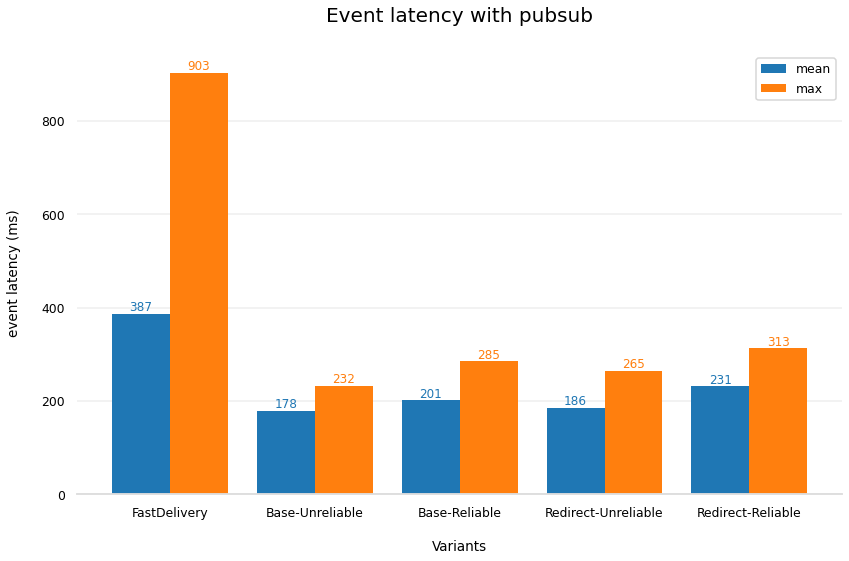 Event latency with pubsub
mean
max
event latency (ms)
800
600
400
200
0
387
903
178
232
201
285
186
265
231
313
FastDelivery
Base-Unreliable
Base-Reliable
Redirect-Unreliable
Redirect-Reliable
Variants